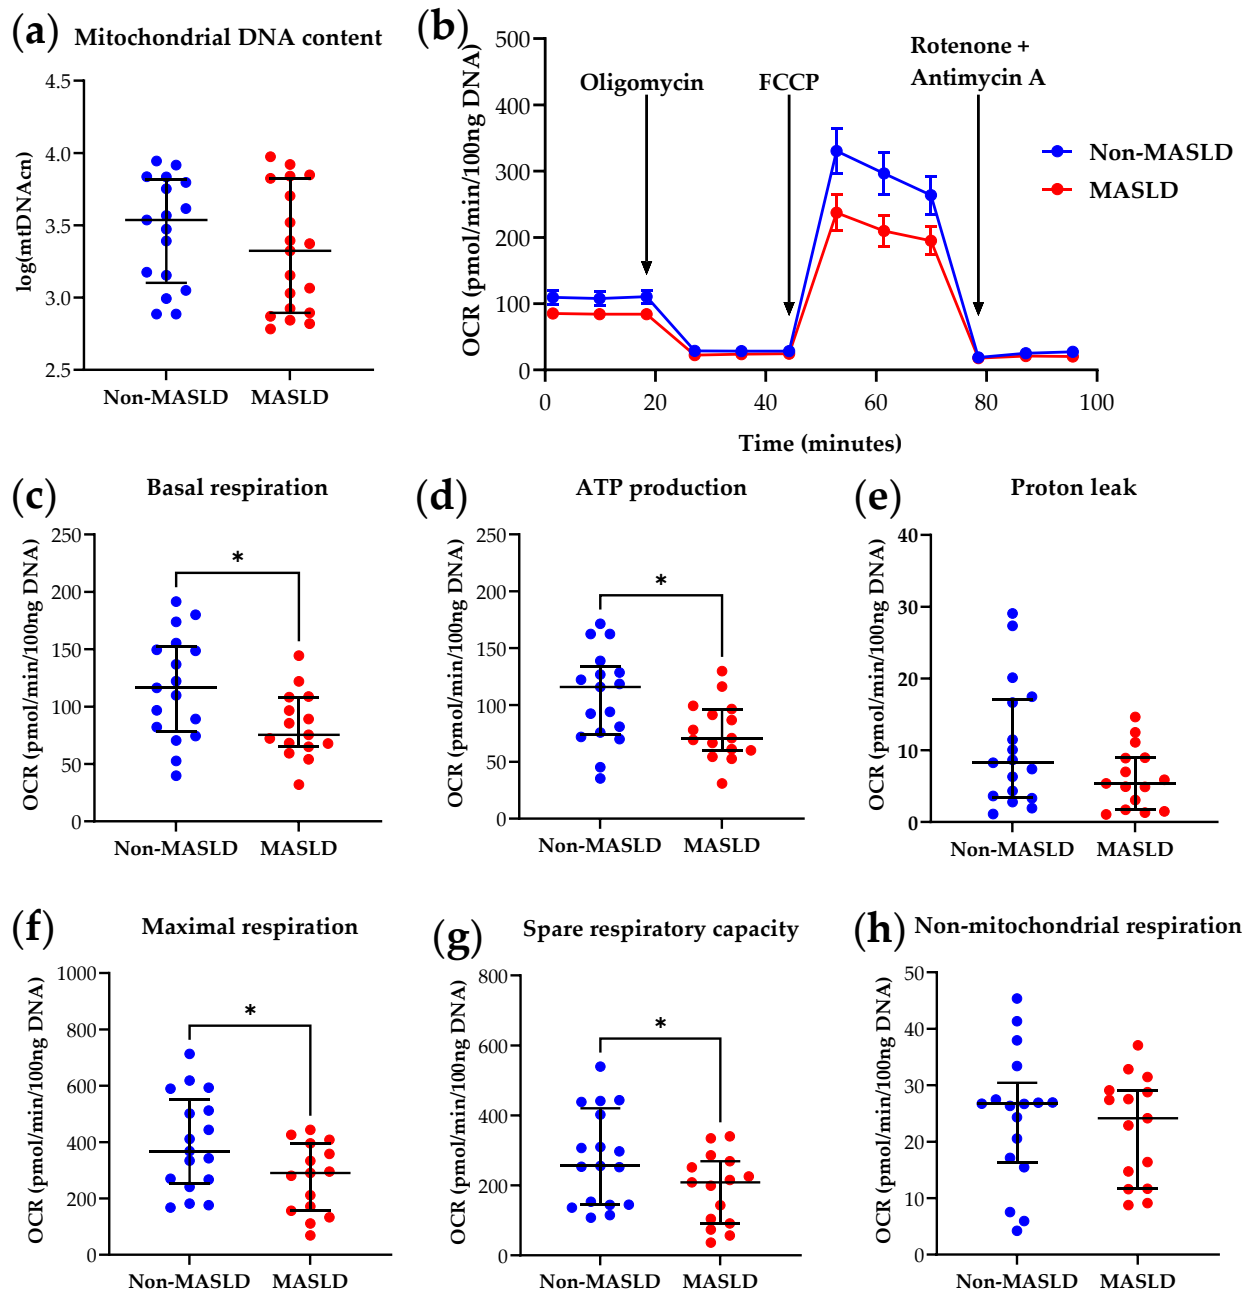 (a) Mitochondrial DNA content
log(mtDNAcn)
4.5
4.0
3.5
3.0
2.5
Non-MASLD MASLD
(b)
OCR (pmol/min/100ng DNA)
500
400
300
200
100
0
0 20 40 60 80 100
Time (minutes)
Oligomycin
FCCP
Rotenone +
Antimycin A
Non-MASLD
MASLD
(c) Basal respiration
OCR (pmol/min/100ng DNA)
250
200
150
100
50
0
*
Non-MASLD MASLD
(d) ATP production
OCR (pmol/min/100ng DNA)
250
200
150
100
50
0
*
Non-MASLD MASLD
(e) Proton leak
OCR (pmol/min/100ng DNA)
40
30
20
10
0
Non-MASLD MASLD
(f) Maximal respiration
OCR (pmol/min/100ng DNA)
1000
800
600
400
200
0
*
Non-MASLD MASLD
(g) Spare respiratory capacity
OCR (pmol/min/100ng DNA)
800
600
400
200
0
*
Non-MASLD MASLD
(h) Non-mitochondrial respiration
OCR (pmol/min/100ng DNA)
50
40
30
20
10
0
Non-MASLD MASLD